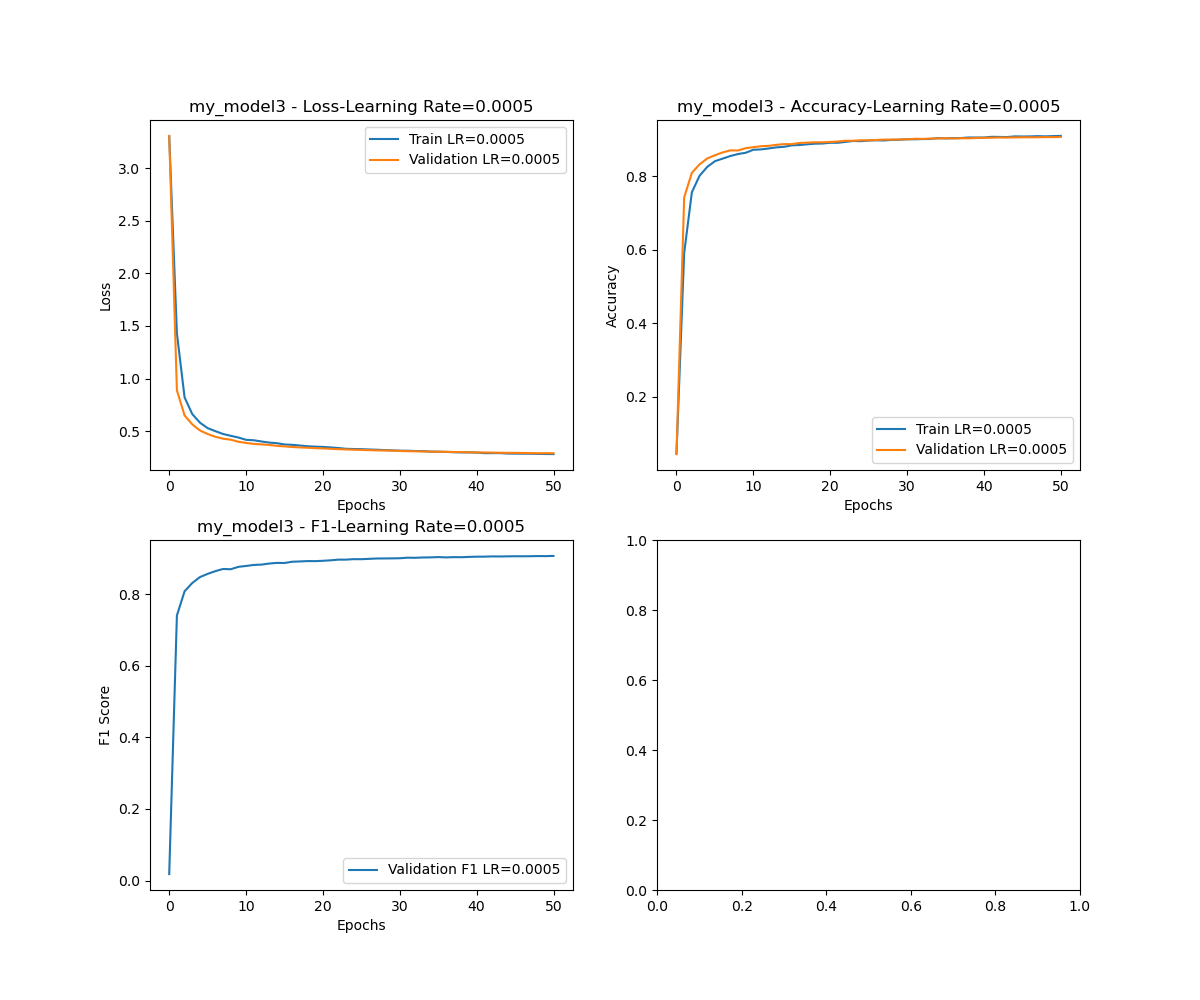 my_model3 - Loss-Learning Rate=0.0005
3.0
2.5
2.0
1.5
1.0
0.5
Loss
Train LR=0.0005
Validation LR=0.0005
0 10 20 30 40 50
Epochs
my_model3 - Accuracy-Learning Rate=0.0005
0.8
0.6
0.4
0.2
Accuracy
Train LR=0.0005
Validation LR=0.0005
0 10 20 30 40 50
Epochs
my_model3 - F1-Learning Rate=0.0005
0.8
0.6
0.4
0.2
0.0
F1 Score
Validation F1 LR=0.0005
0 10 20 30 40 50
Epochs
1.0
0.8
0.6
0.4
0.2
0.0
0.0 0.2 0.4 0.6 0.8 1.0